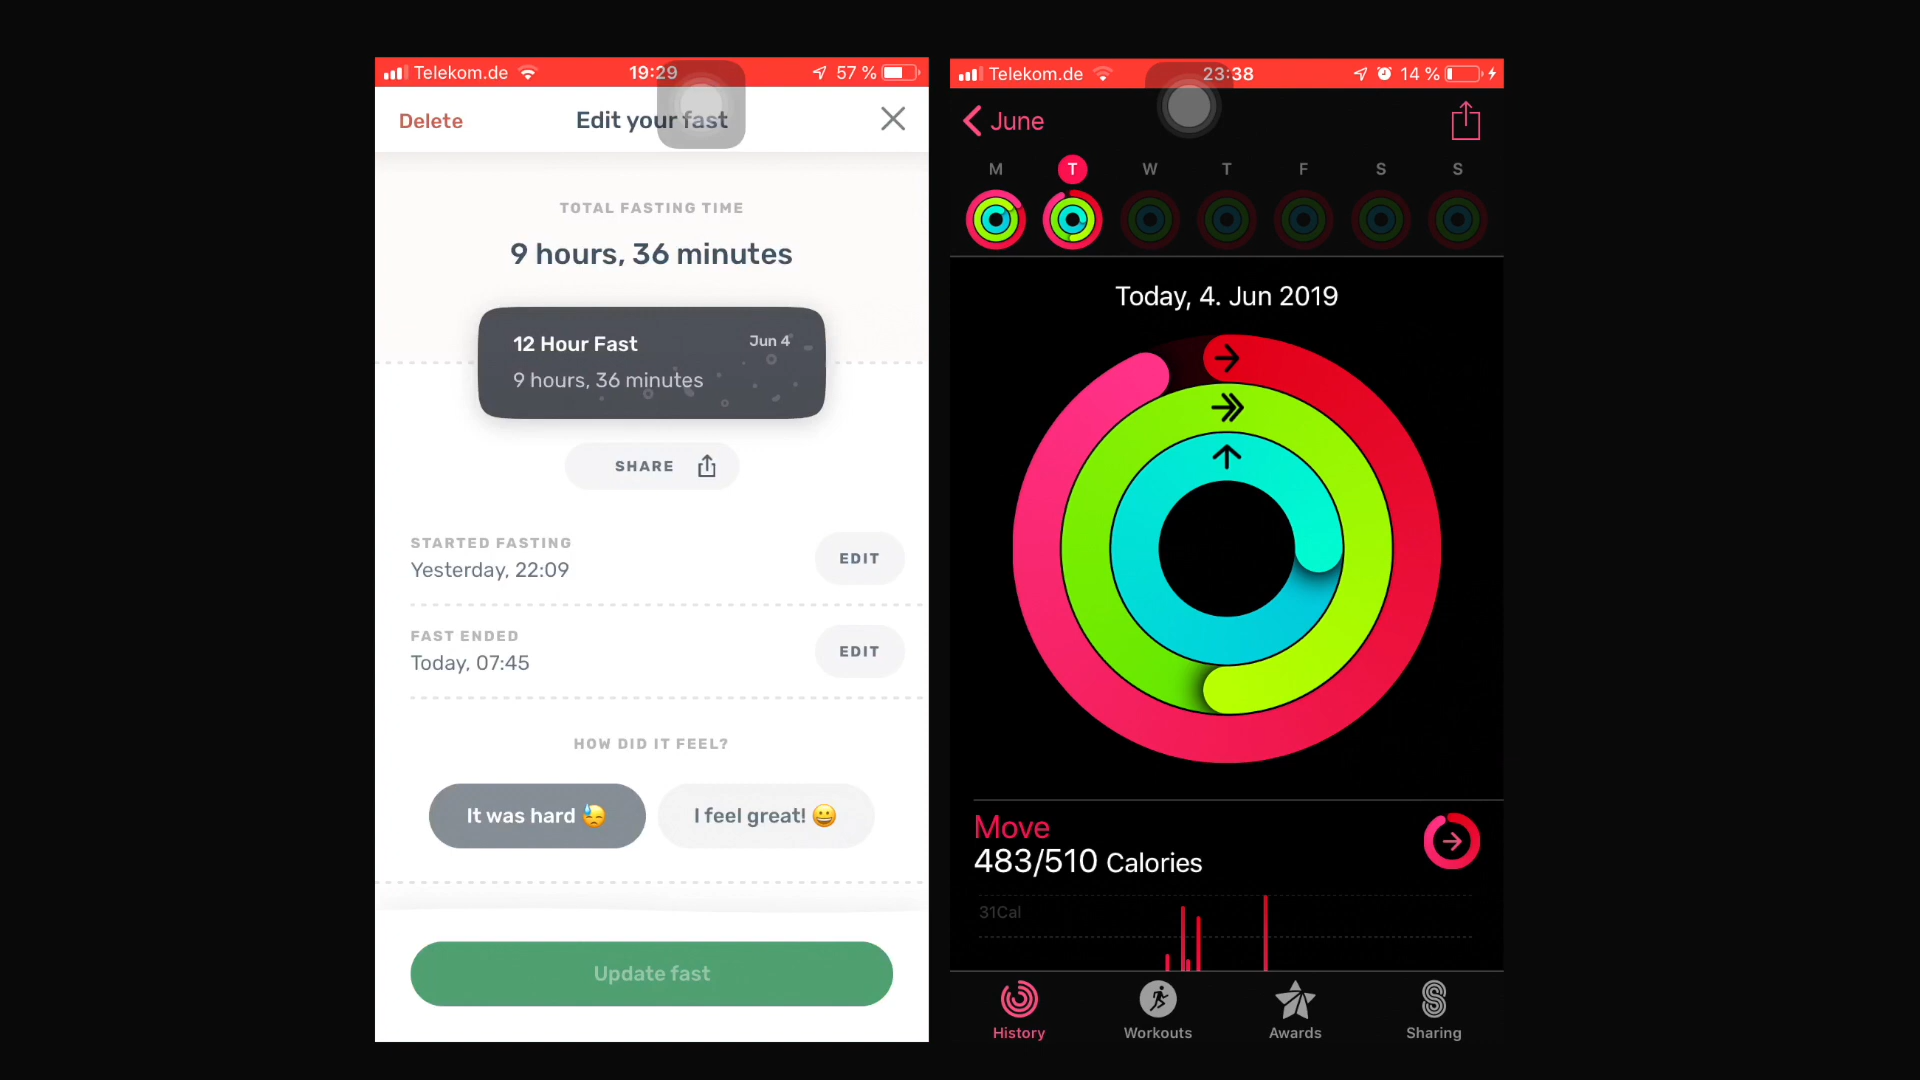 Telekom.de 19:29 57 %
Delete Edit your fast
TOTAL FASTING TIME
9 hours, 36 minutes
12 Hour Fast Jun 4
9 hours, 36 minutes
SHARE
STARTED FASTING
Yesterday, 22:09 EDIT
FAST ENDED
Today, 07:45 EDIT
HOW DID IT FEEL?
It was hard 😓 I feel great! 😀
Update fast
Telekom.de 23:38 14 %
June
M T W T F S S
Today, 4. Jun 2019
Move
483/510 Calories
31Cal
History Workouts Awards Sharing